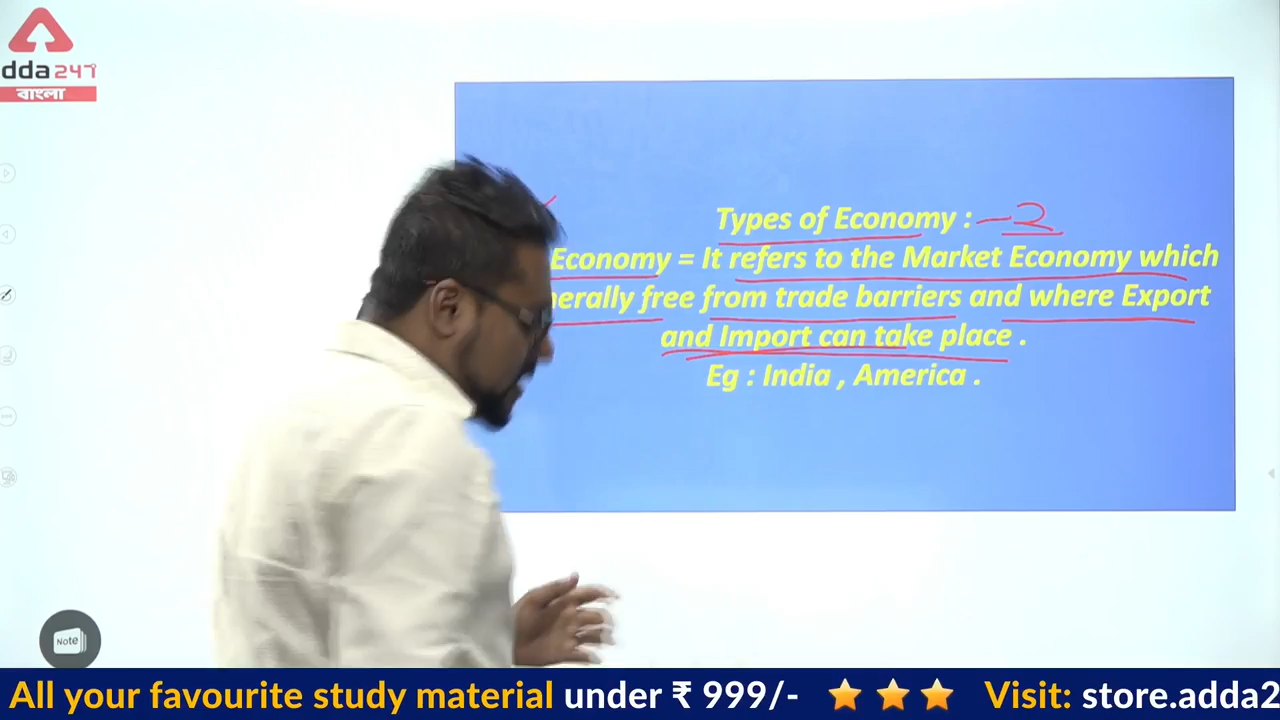 dda 247
বাংলা
Types of Economy : - 2
Economy = It refers to the Market Economy which
nerally free from trade barriers and where Export
and Import can take place .
Eg : India , America .
Note
All your favourite study material under ₹ 999/- Visit: store.adda2